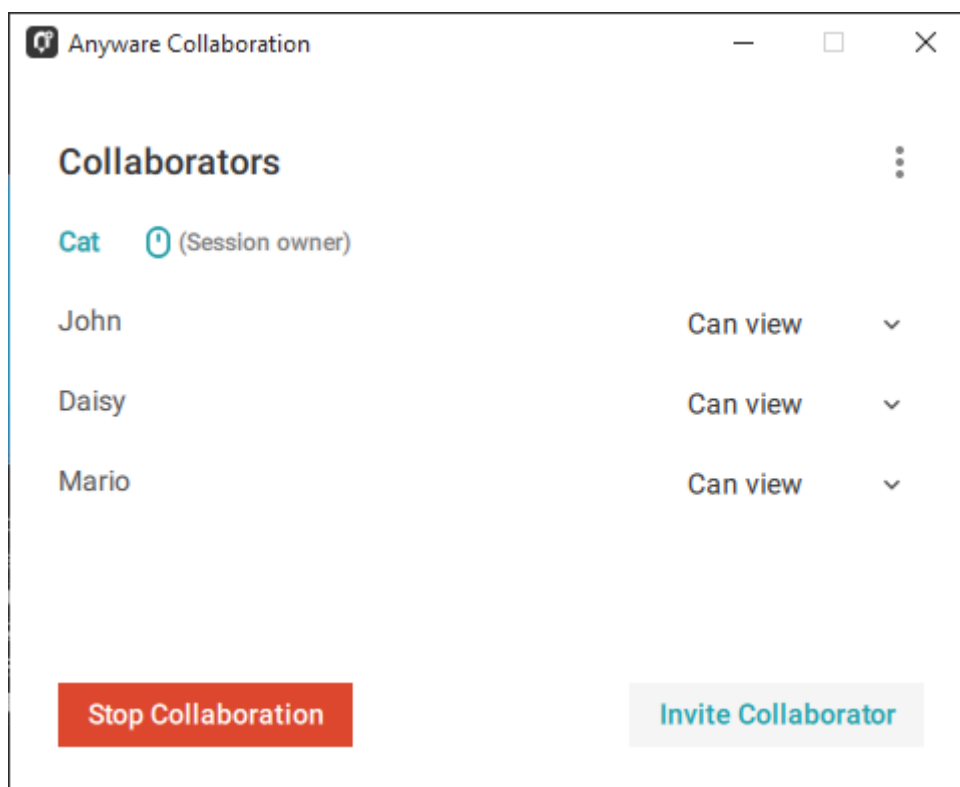 Anyware Collaboration
Collaborators
Cat (Session owner)
John Can view
Daisy Can view
Mario Can view
Stop Collaboration Invite Collaborator